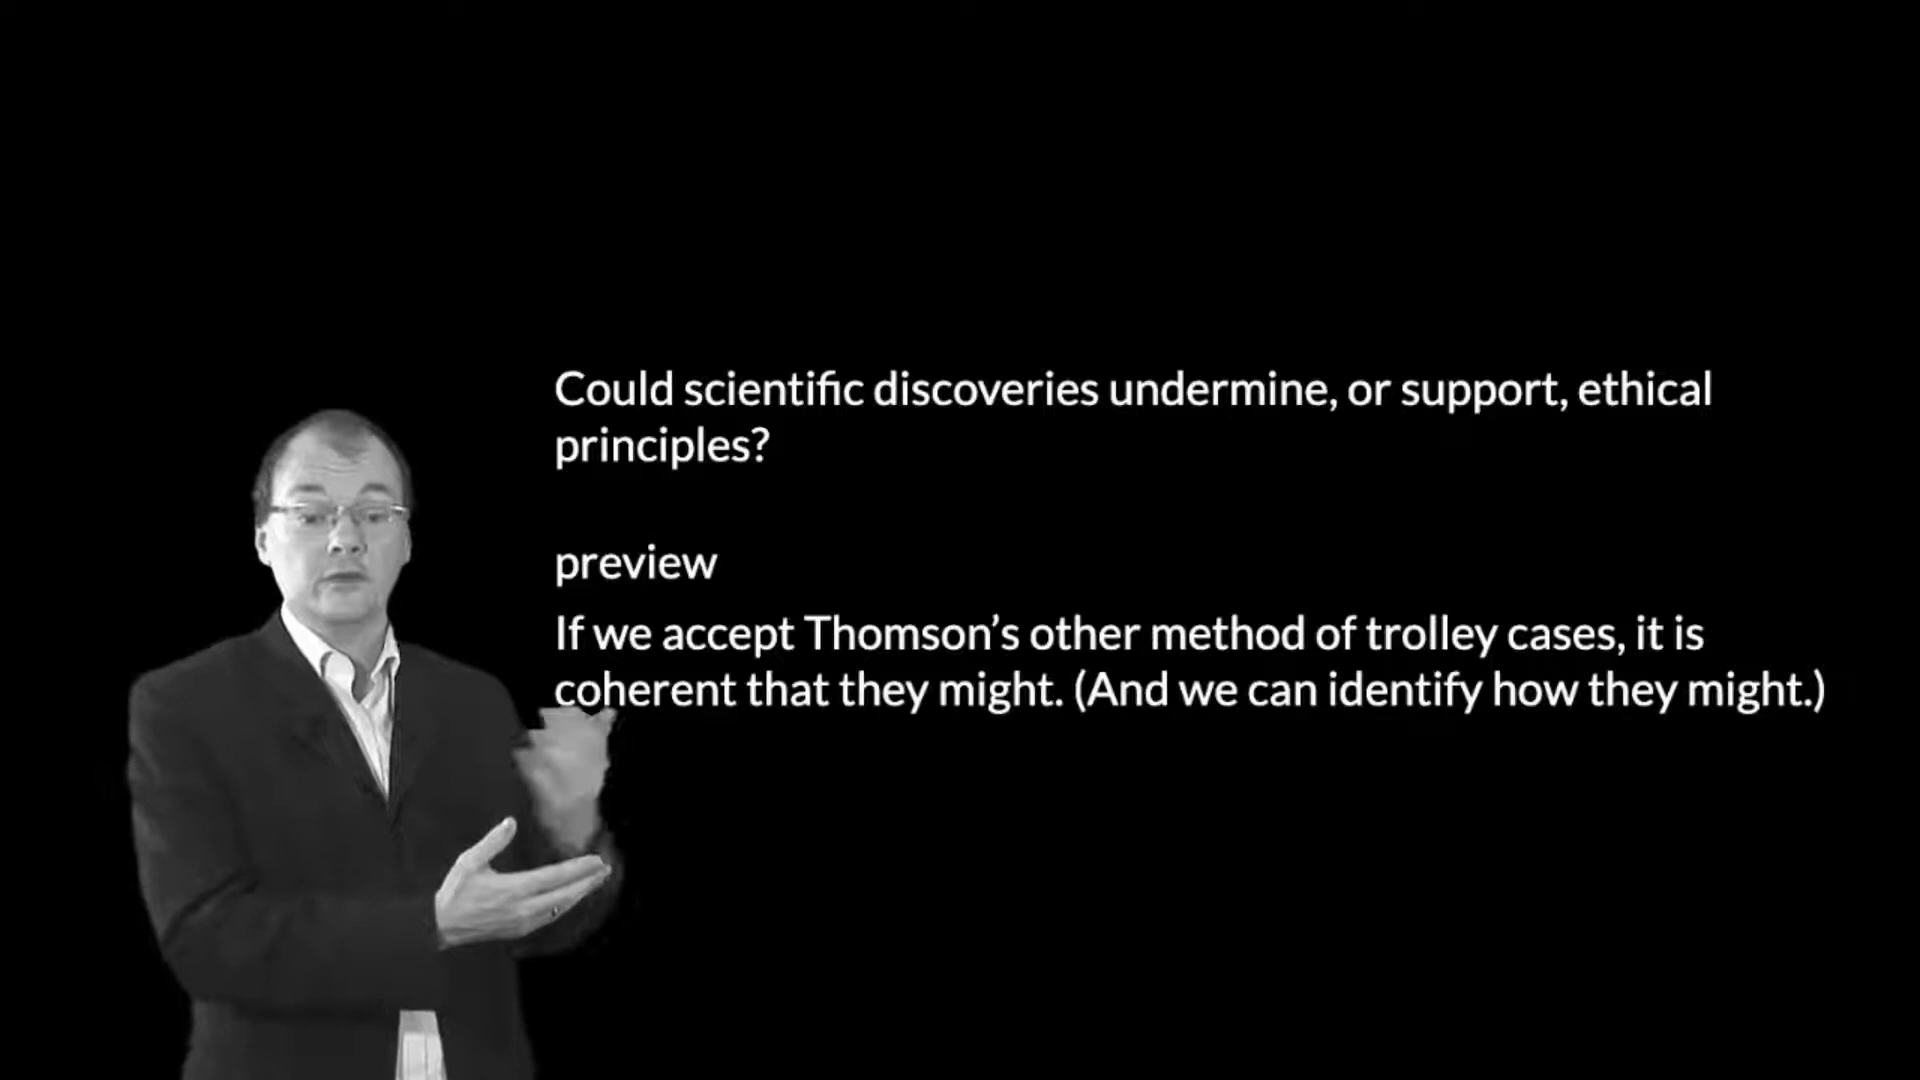 Could scientific discoveries undermine, or support, ethical
principles?
preview
If we accept Thomson’s other method of trolley cases, it is
coherent that they might. (And we can identify how they might.)